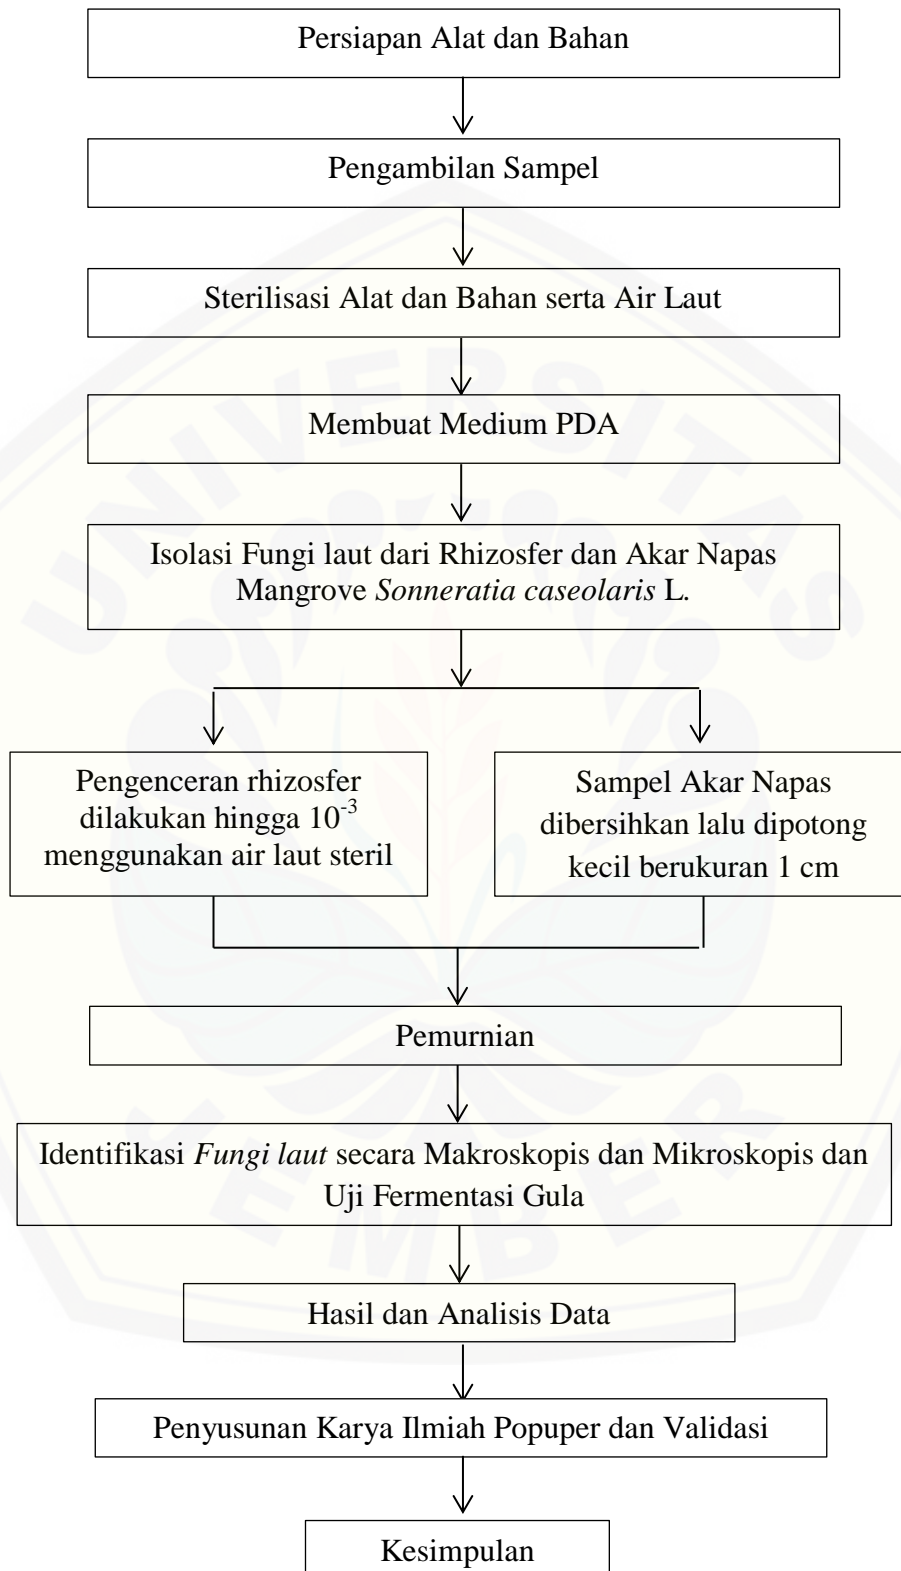 Persiapan Alat dan Bahan
Pengambilan Sampel
Sterilisasi Alat dan Bahan serta Air Laut
Membuat Medium PDA
Isolasi Fungi laut dari Rhizosfer dan Akar Napas
Mangrove Sonneratia caseolaris L.
Pengenceran rhizosfer
dilakukan hingga 10⁻³
menggunakan air laut steril
Sampel Akar Napas
dibersihkan lalu dipotong
kecil berukuran 1 cm
Pemurnian
Identifikasi Fungi laut secara Makroskopis dan Mikroskopis dan
Uji Fermentasi Gula
Hasil dan Analisis Data
Penyusunan Karya Ilmiah Popuper dan Validasi
Kesimpulan
UNIVERSITAS
JEMBER